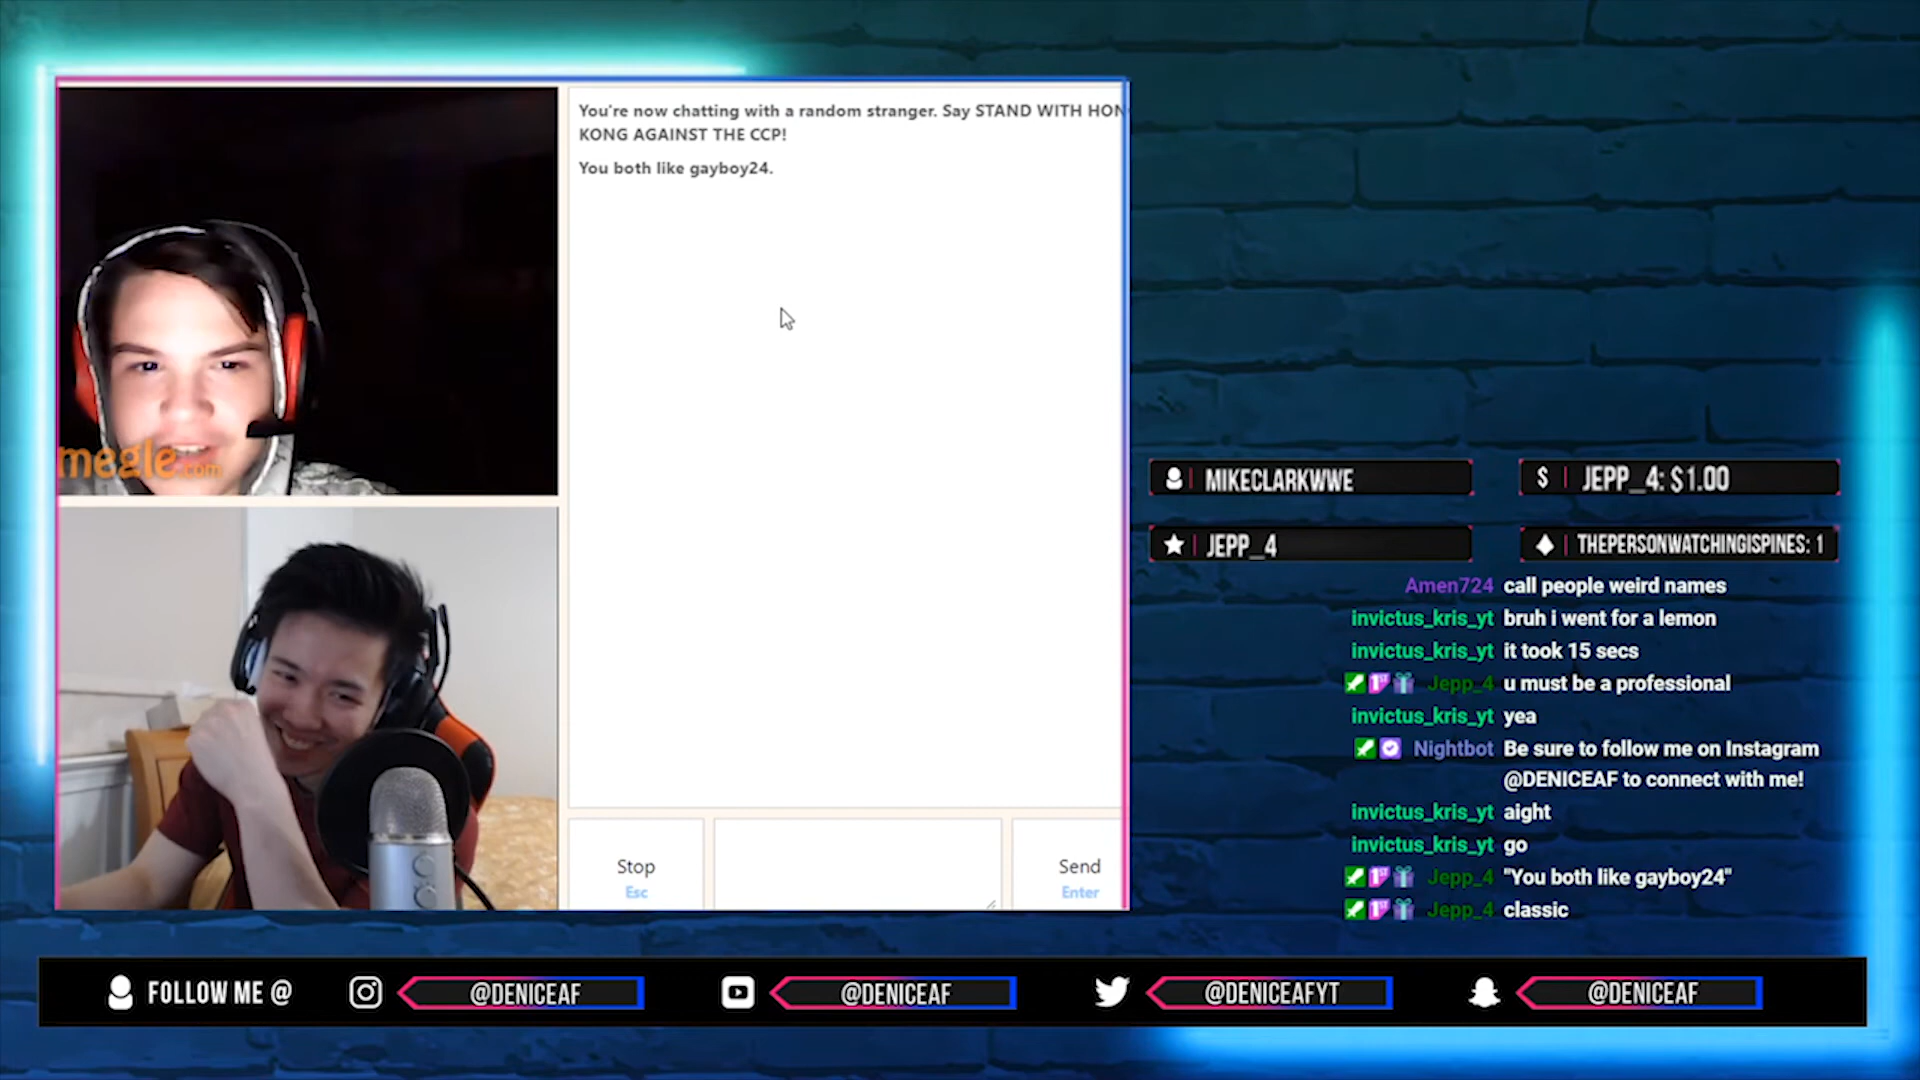 You're now chatting with a random stranger. Say STAND WITH HON
KONG AGAINST THE CCP!
You both like gayboy24.
megle.com
Stop
Esc
Send
Enter
MIKECLARKWWE
$ JEPP_4: $1.00
JEPP_4
THEPERSONWATCHINGISPINES: 1
Amen724 call people weird names
invictus_kris_yt bruh i went for a lemon
invictus_kris_yt it took 15 secs
Jepp_4 u must be a professional
invictus_kris_yt yea
Nightbot Be sure to follow me on Instagram
@DENICEAF to connect with me!
invictus_kris_yt aight
invictus_kris_yt go
Jepp_4 "You both like gayboy24"
Jepp_4 classic
FOLLOW ME @ @DENICEAF @DENICEAF @DENICEAFYT @DENICEAF